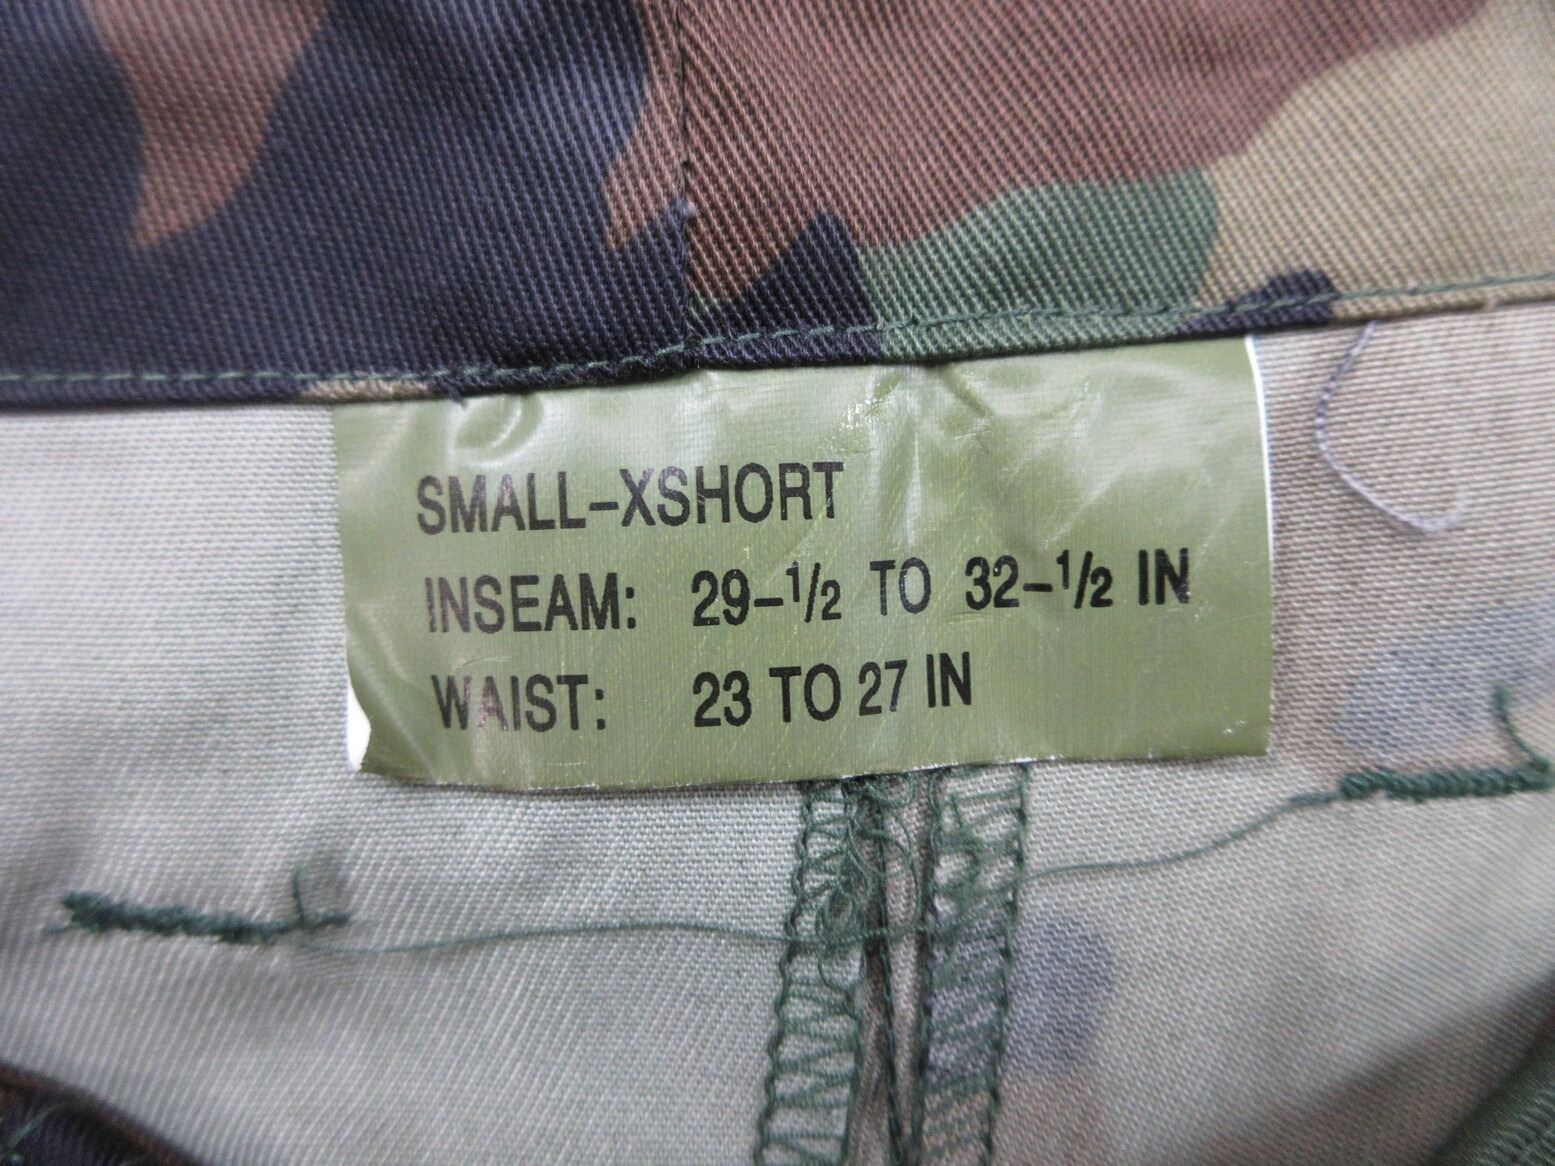 SMALL-XSHORT
INSEAM: 29-1/2 TO 32-1/2 IN
WAIST: 23 TO 27 IN